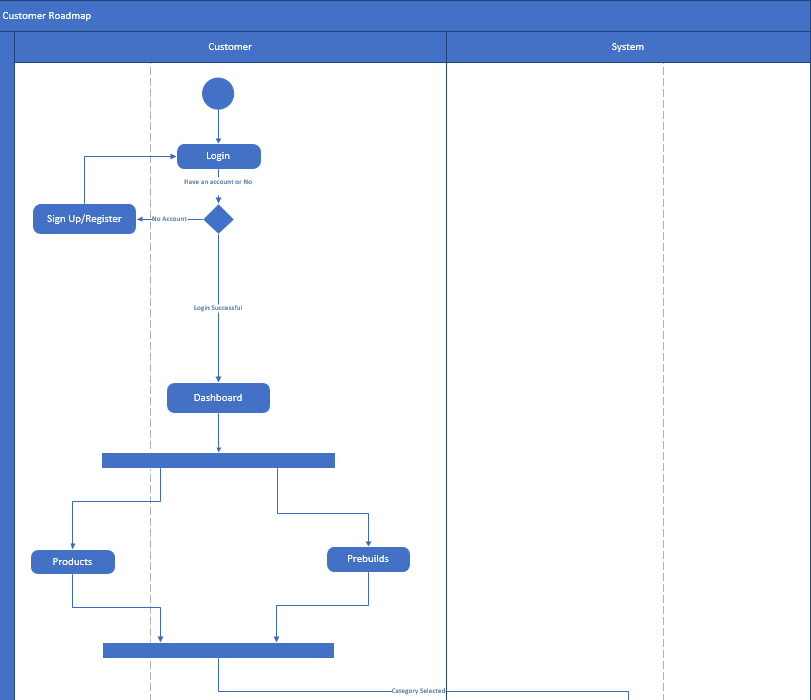 Customer Roadmap
Customer
System
Login
Have an account or No
Sign Up/Register
No Account
Login Successful
Dashboard
Products
Prebuilds
Category Selected